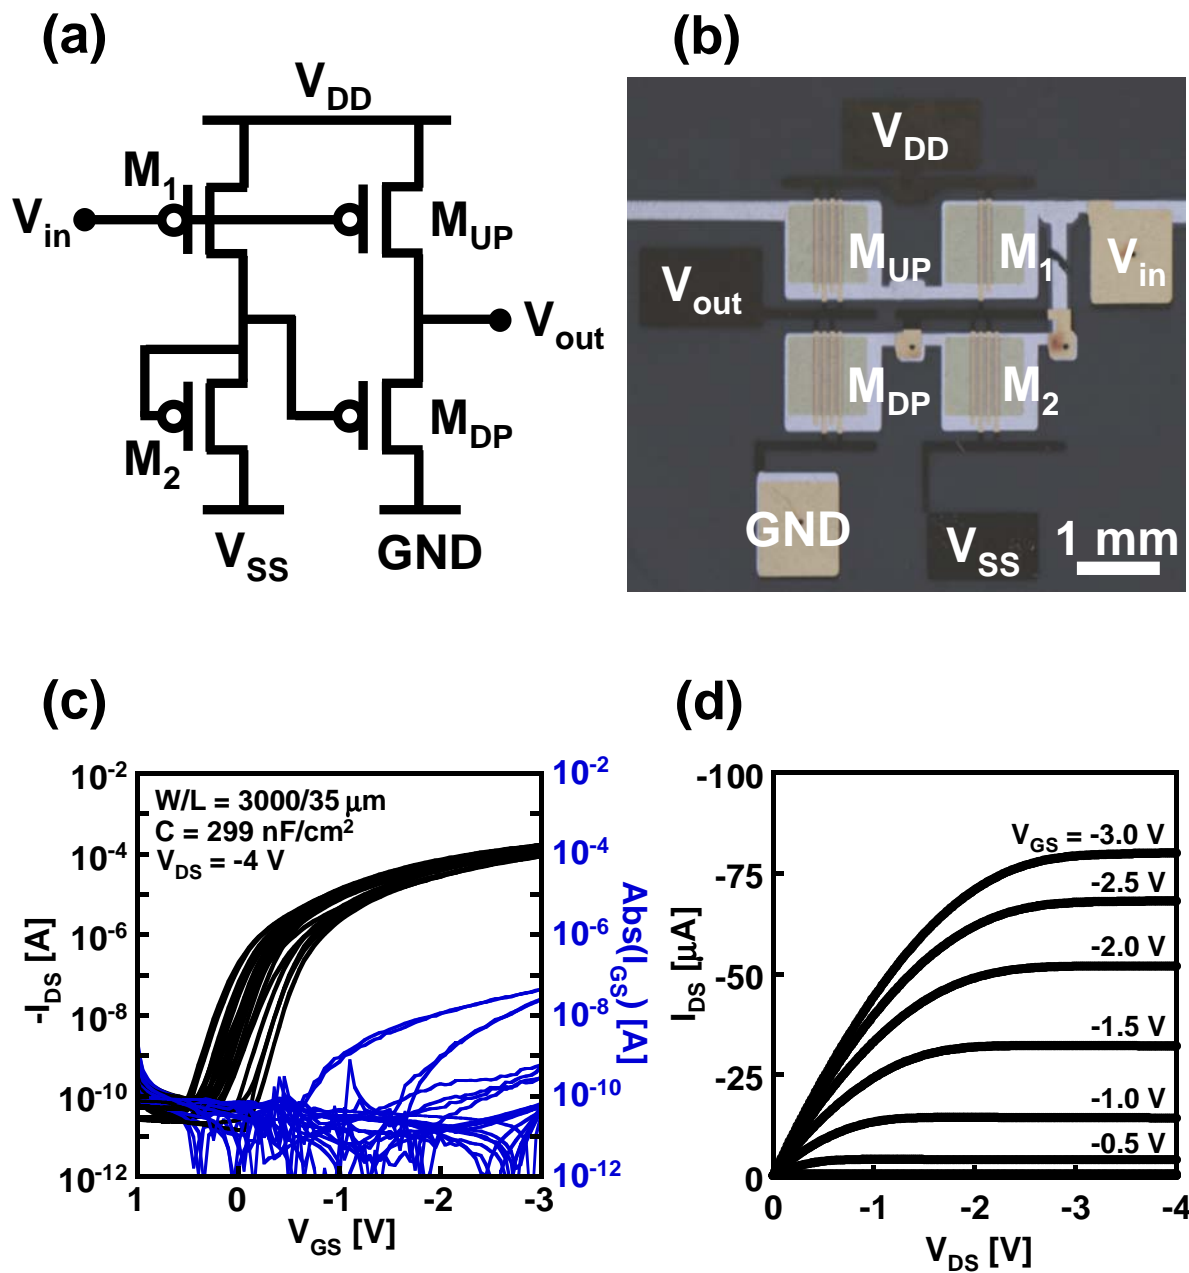 (a)
V_DD
M_1
V_in
M_UP
V_out
M_2
M_DP
V_SS
GND
(b)
V_DD
M_UP
M_1
V_in
V_out
M_DP
M_2
GND
V_SS
1 mm
(c)
W/L = 3000/35 μm
C = 299 nF/cm²
V_DS = -4 V
10⁻²
10⁻⁴
10⁻⁶
10⁻⁸
10⁻¹⁰
10⁻¹²
-I_DS [A]
10⁻²
10⁻⁴
10⁻⁶
10⁻⁸
10⁻¹⁰
10⁻¹²
Abs(I_GS) [A]
1 0 -1 -2 -3
V_GS [V]
(d)
-100
-75
-50
-25
0
I_DS [μA]
V_GS = -3.0 V
-2.5 V
-2.0 V
-1.5 V
-1.0 V
-0.5 V
0 -1 -2 -3 -4
V_DS [V]